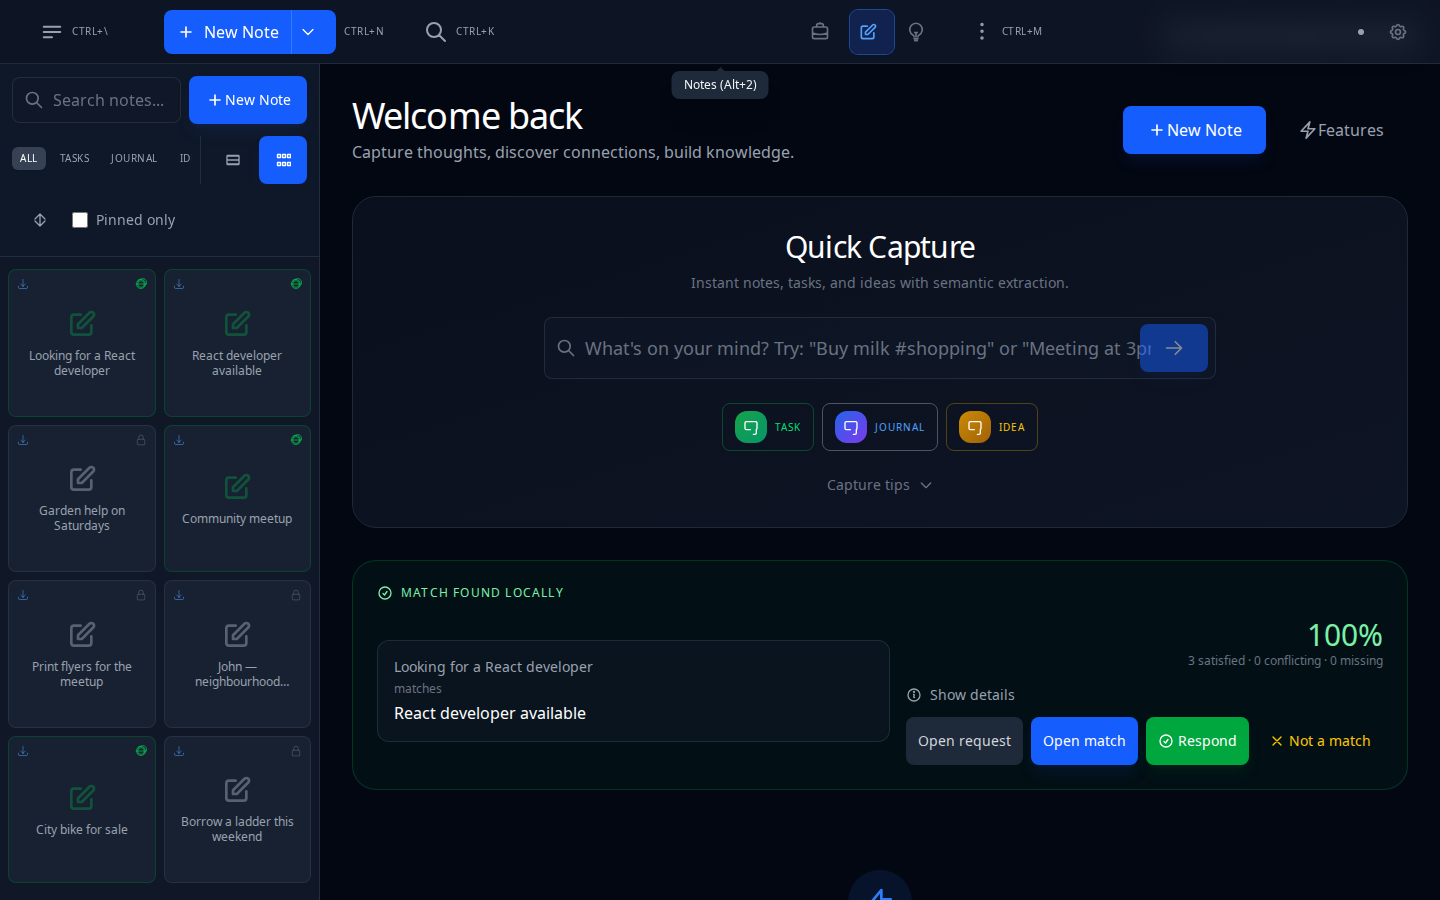 CTRL+\
New Note
CTRL+N
CTRL+K
CTRL+M
Notes (Alt+2)
Search notes...
New Note
ALL
TASKS
JOURNAL
ID
Pinned only
Looking for a React
developer
React developer
available
Garden help on
Saturdays
Community meetup
Print flyers for the
meetup
John —
neighbourhood...
City bike for sale
Borrow a ladder this
weekend
Welcome back
Capture thoughts, discover connections, build knowledge.
New Note
Features
Quick Capture
Instant notes, tasks, and ideas with semantic extraction.
What's on your mind? Try: "Buy milk #shopping" or "Meeting at 3pm
TASK
JOURNAL
IDEA
Capture tips
MATCH FOUND LOCALLY
Looking for a React developer
matches
React developer available
100%
3 satisfied · 0 conflicting · 0 missing
Show details
Open request
Open match
Respond
Not a match